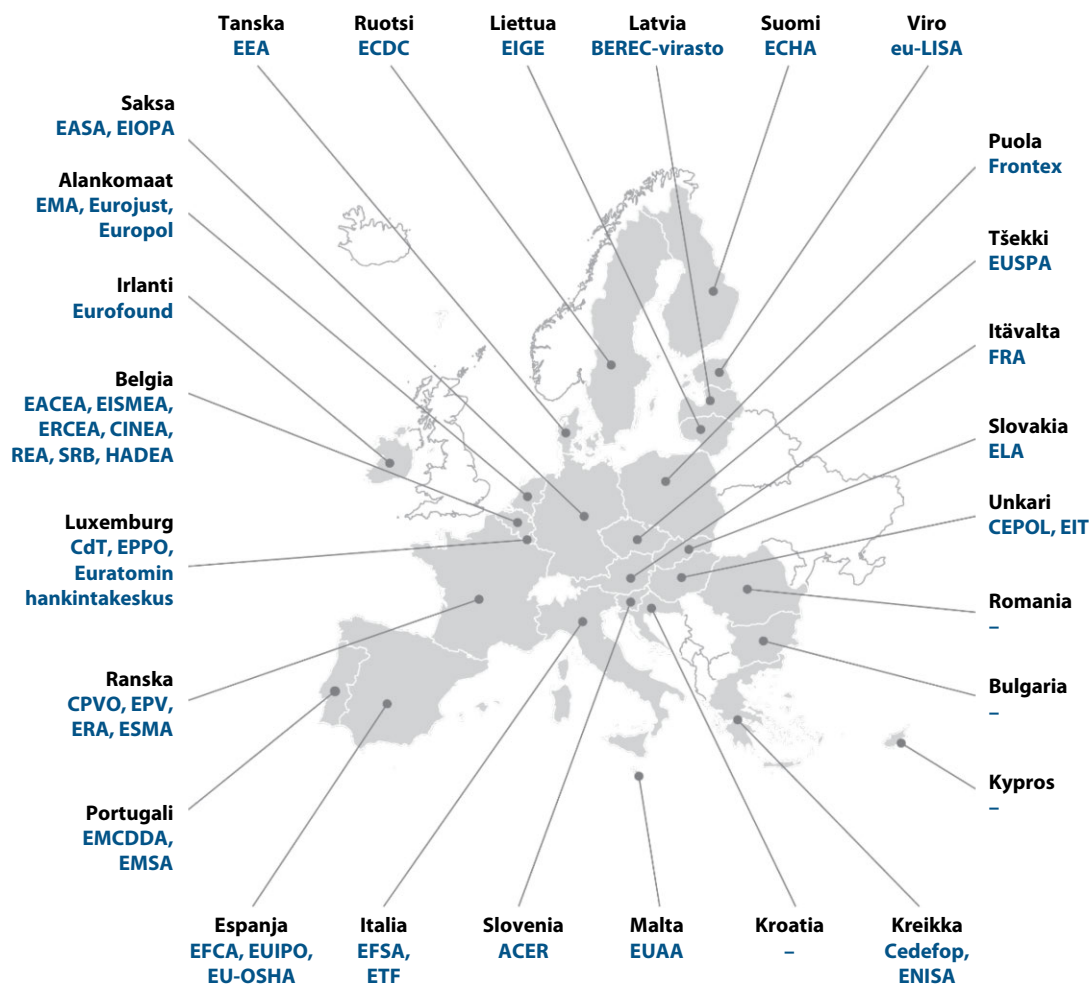 Tanska
EEA
Ruotsi
ECDC
Liettua
EIGE
Latvia
BEREC-virasto
Suomi
ECHA
Viro
eu-LISA
Saksa
EASA, EIOPA
Alankomaat
EMA, Eurojust,
Europol
Irlanti
Eurofound
Belgia
EACEA, EISMEA,
ERCEA, CINEA,
REA, SRB, HADEA
Luxemburg
CdT, EPPO,
Euratomin
hankintakeskus
Ranska
CPVO, EPV,
ERA, ESMA
Portugali
EMCDDA,
EMSA
Puola
Frontex
Tšekki
EUSPA
Itävalta
FRA
Slovakia
ELA
Unkari
CEPOL, EIT
Romania
–
Bulgaria
–
Kypros
–
Espanja
EFCA, EUIPO,
EU-OSHA
Italia
EFSA,
ETF
Slovenia
ACER
Malta
EUAA
Kroatia
–
Kreikka
Cedefop,
ENISA